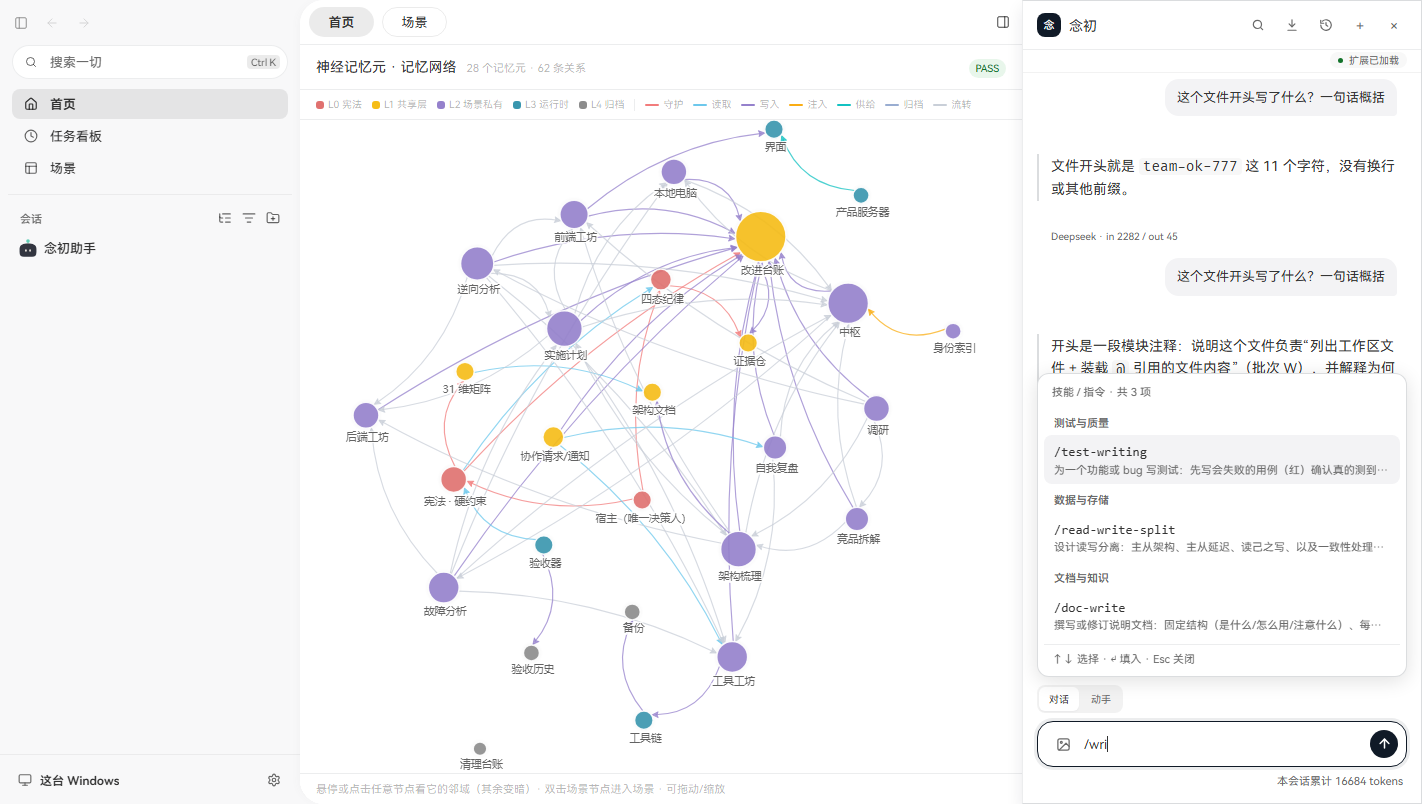 搜索一切
Ctrl K
首页
任务看板
场景
会话
念初助手
这台 Windows
首页
场景
神经记忆元 · 记忆网络
28 个记忆元 · 62 条关系
PASS
L0 宪法
L1 共享层
L2 场景私有
L3 运行时
L4 归档
守护
读取
写入
注入
供给
归档
流转
界面
本地电脑
产品服务器
前端工坊
改进台账
逆向分析
四态纪律
中枢
实施计划
身份索引
证据仓
31 维矩阵
架构文档
后端工坊
调研
协作请求/通知
自我复盘
宪法 · 硬约束
宿主（唯一决策人）
竞品拆解
验收器
架构梳理
故障分析
备份
验收历史
工具工坊
工具链
清理台账
悬停或点击任意节点看它的邻域（其余变暗） · 双击场景节点进入场景 · 可拖动/缩放
念
念初
扩展已加载
这个文件开头写了什么？一句话概括
文件开头就是 team-ok-777 这 11 个字符，没有换行
或其他前缀。
Deepseek · in 2282 / out 45
这个文件开头写了什么？一句话概括
开头是一段模块注释：说明这个文件负责“列出工作区文
件 + 装载 @ 引用的文件内容”（批次 W），并解释为何
技能 / 指令 · 共 3 项
测试与质量
/test-writing
为一个功能或 bug 写测试：先写会失败的用例（红）确认真的测到…
数据与存储
/read-write-split
设计读写分离：主从架构、主从延迟、读己之写、以及一致性处理…
文档与知识
/doc-write
撰写或修订说明文档：固定结构（是什么/怎么用/注意什么）、每…
↑↓ 选择 · ↵ 填入 · Esc 关闭
对话
动手
/wri
本会话累计 16684 tokens